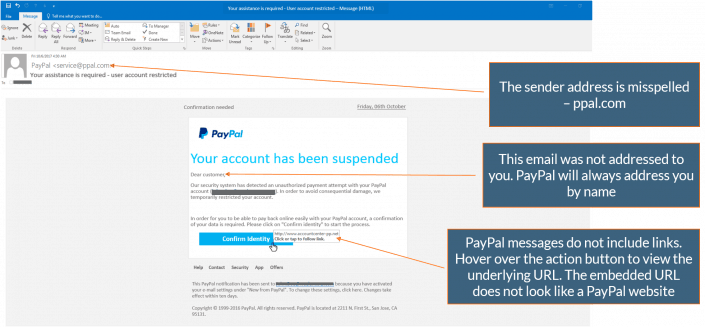 Your assistance is required - User account restricted - Message (HTML)
File Message Tell me what you want to do...
Ignore
Junk
Delete
Reply Reply All Forward
Meeting
IM
More
Auto
Team Email
Reply & Delete
To Manager
Done
Create New
Move
Rules
OneNote
Actions
Mark Unread
Categorize
Follow Up
Translate
Find
Related
Select
Zoom
Delete Respond Quick Steps Move Tags Editing Zoom
Fri 10/6/2017 4:00 AM
PayPal <service@ppal.com>
Your assistance is required - user account restricted
To
The sender address is misspelled
– ppal.com
Confirmation needed
Friday, 06th October
PayPal
Your account has been suspended
Dear customer,
This email was not addressed to
you. PayPal will always address you
by name
Our security system has detected an unauthorized payment attempt with your PayPal
account ( ). In order to avoid consequential damage, we
temporarily restricted your account.
In order for you to be able to pay back online easily with your PayPal account, a confirmation
of your data is required. Please click on "Confirm identity" to start the process.
Confirm Identity
Click or tap to follow link.
PayPal messages do not include links.
Hover over the action button to view the
underlying URL. The embedded URL
does not look like a PayPal website
Help Contact Security App Offers
This PayPal notification has been sent to because you have activated
your e-mail settings under "New from PayPal". To change these settings, click here. Changes take
effect within ten days.
Copyright © 1998-2016 PayPal. All rights reserved. PayPal is located at 2211 N. First St., San Jose, CA
95131.